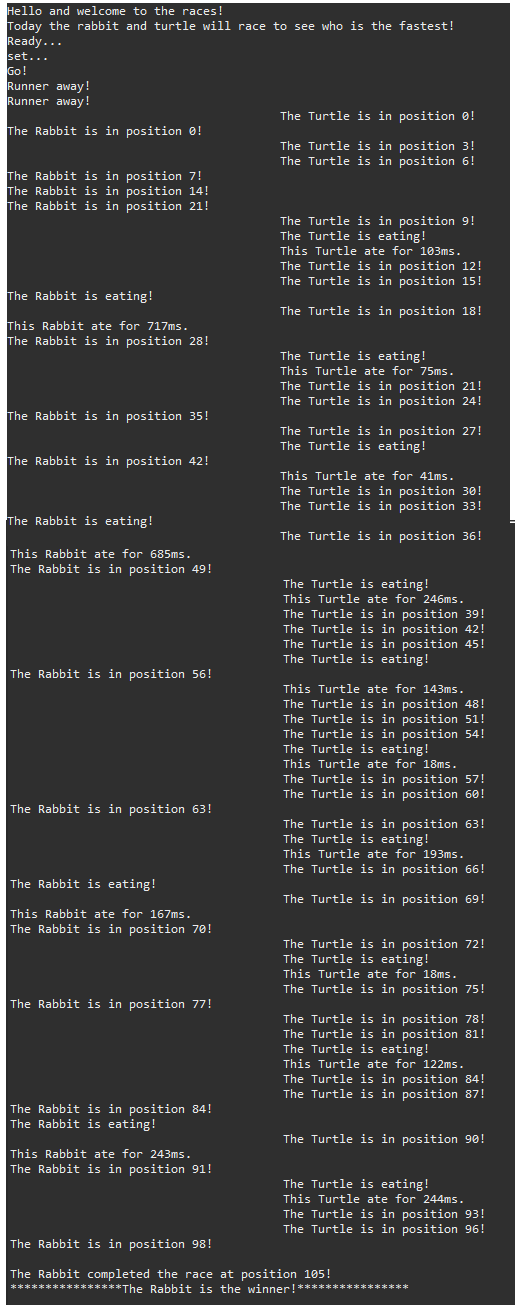 Hello and welcome to the races!
Today the rabbit and turtle will race to see who is the fastest!
Ready...
set...
Go!
Runner away!
Runner away!
The Turtle is in position 0!
The Rabbit is in position 0!
The Turtle is in position 3!
The Turtle is in position 6!
The Rabbit is in position 7!
The Rabbit is in position 14!
The Rabbit is in position 21!
The Turtle is in position 9!
The Turtle is eating!
This Turtle ate for 103ms.
The Turtle is in position 12!
The Turtle is in position 15!
The Rabbit is eating!
The Turtle is in position 18!
This Rabbit ate for 717ms.
The Rabbit is in position 28!
The Turtle is eating!
This Turtle ate for 75ms.
The Turtle is in position 21!
The Turtle is in position 24!
The Rabbit is in position 35!
The Turtle is in position 27!
The Turtle is eating!
The Rabbit is in position 42!
This Turtle ate for 41ms.
The Turtle is in position 30!
The Turtle is in position 33!
The Rabbit is eating!
The Turtle is in position 36!
This Rabbit ate for 685ms.
The Rabbit is in position 49!
The Turtle is eating!
This Turtle ate for 246ms.
The Turtle is in position 39!
The Turtle is in position 42!
The Turtle is in position 45!
The Turtle is eating!
The Rabbit is in position 56!
This Turtle ate for 143ms.
The Turtle is in position 48!
The Turtle is in position 51!
The Turtle is in position 54!
The Turtle is eating!
This Turtle ate for 18ms.
The Turtle is in position 57!
The Turtle is in position 60!
The Rabbit is in position 63!
The Turtle is in position 63!
The Turtle is eating!
This Turtle ate for 193ms.
The Turtle is in position 66!
The Rabbit is eating!
The Turtle is in position 69!
This Rabbit ate for 167ms.
The Rabbit is in position 70!
The Turtle is in position 72!
The Turtle is eating!
This Turtle ate for 18ms.
The Turtle is in position 75!
The Rabbit is in position 77!
The Turtle is in position 78!
The Turtle is in position 81!
The Turtle is eating!
This Turtle ate for 122ms.
The Turtle is in position 84!
The Turtle is in position 87!
The Rabbit is in position 84!
The Rabbit is eating!
The Turtle is in position 90!
This Rabbit ate for 243ms.
The Rabbit is in position 91!
The Turtle is eating!
This Turtle ate for 244ms.
The Turtle is in position 93!
The Turtle is in position 96!
The Rabbit is in position 98!
The Rabbit completed the race at position 105!
****************The Rabbit is the winner!****************